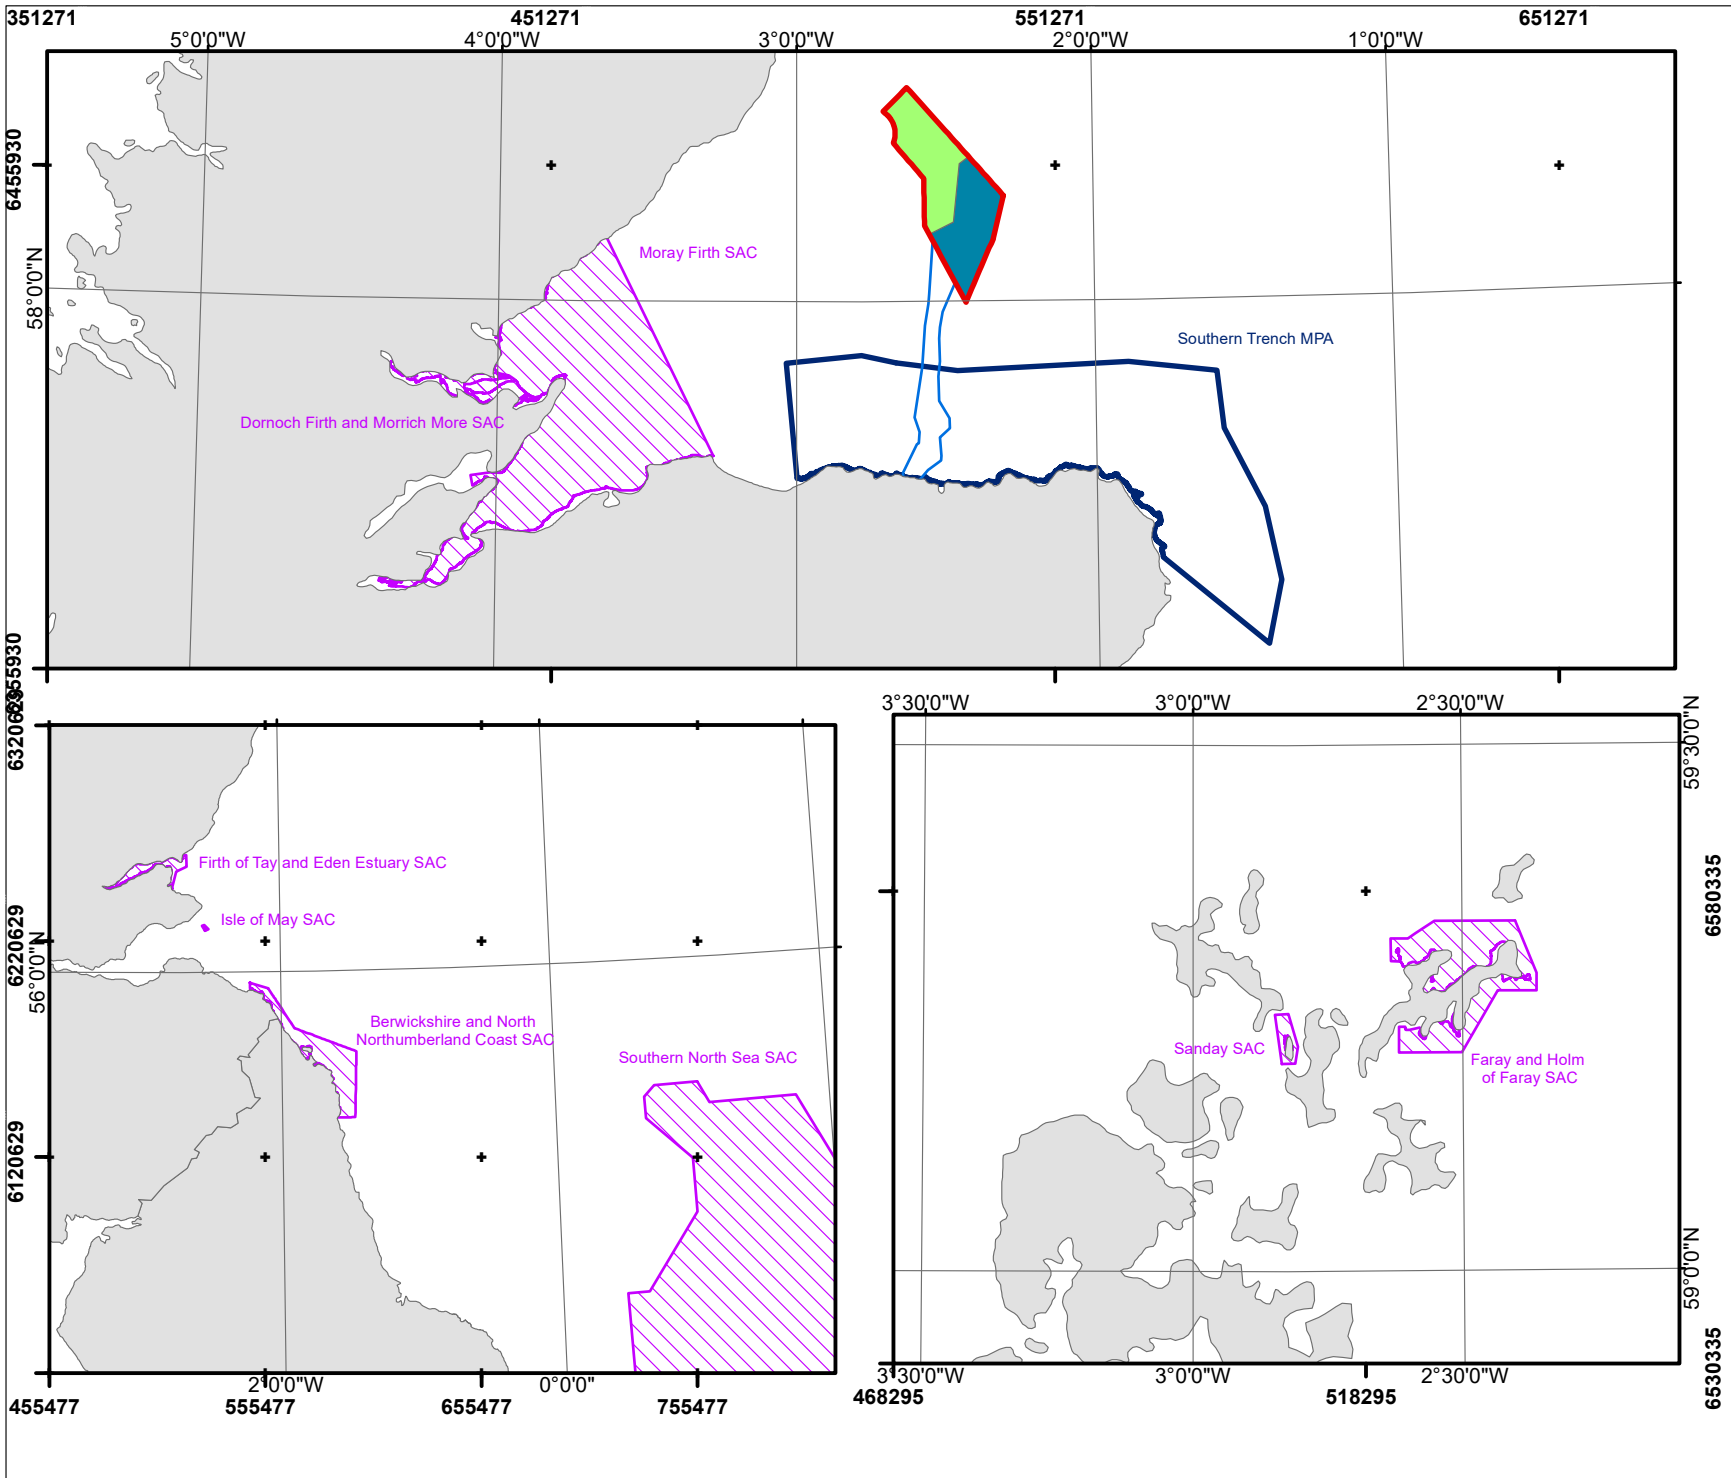 351271
451271
551271
651271
5°0'0"W
4°0'0"W
3°0'0"W
2°0'0"W
1°0'0"W
6455930
58°0'0"N
Moray Firth SAC
Southern Trench MPA
Dornoch Firth and Morrich More SAC
3°30'0"W
3°0'0"W
2°30'0"W
6320629
59°30'0"N
Firth of Tay and Eden Estuary SAC
Isle of May SAC
6220629
56°0'0"N
6580335
Berwickshire and North
Northumberland Coast SAC
Southern North Sea SAC
Sanday SAC
Faray and Holm
of Faray SAC
6120629
59°0'0"N
2°0'0"W
0°0'0"
455477
555477
655477
755477
3°30'0"W
3°0'0"W
2°30'0"W
468295
518295
6530335